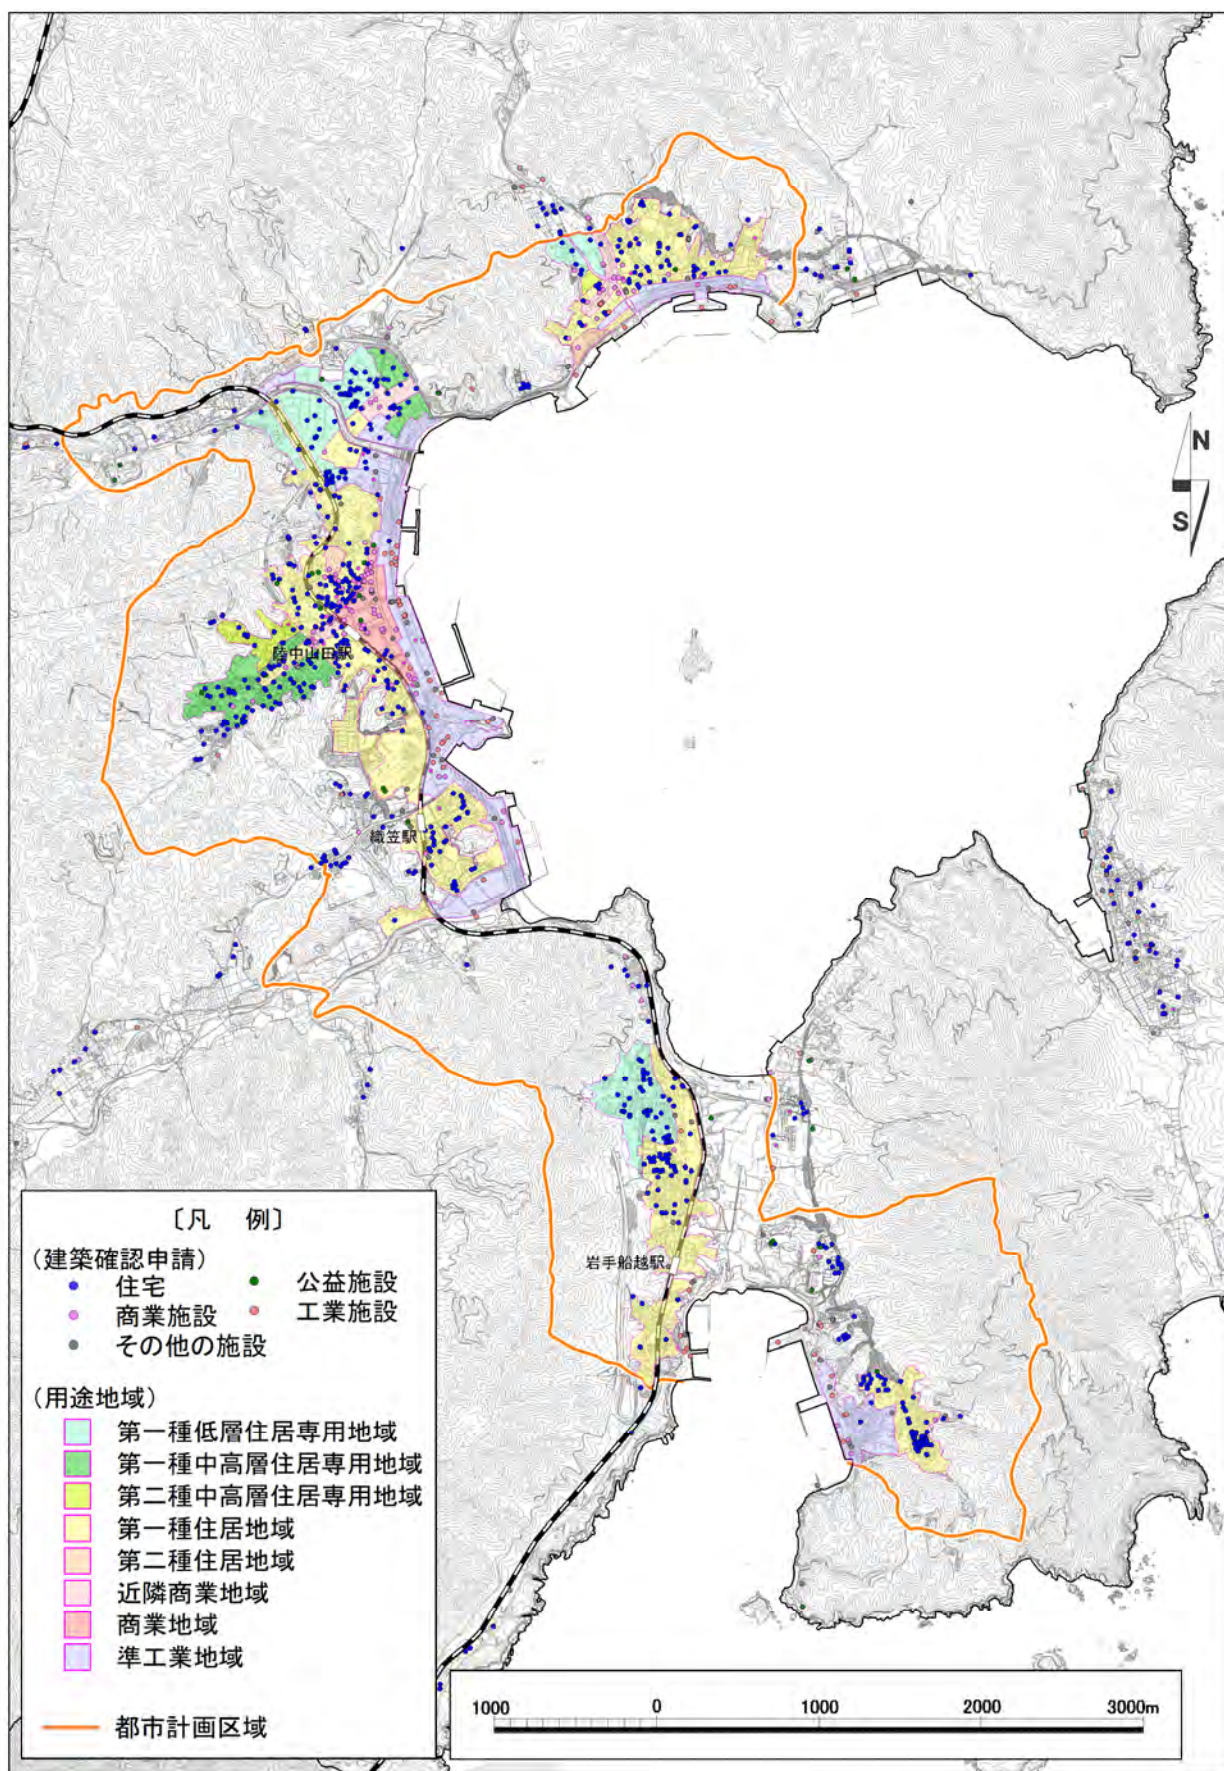 N
S
陸中山田駅
織笠駅
岩手船越駅
〔凡 例〕
(建築確認申請)
住宅
公益施設
商業施設
工業施設
その他の施設
(用途地域)
第一種低層住居専用地域
第一種中高層住居専用地域
第二種中高層住居専用地域
第一種住居地域
第二種住居地域
近隣商業地域
商業地域
準工業地域
都市計画区域
1000 0 1000 2000 3000m